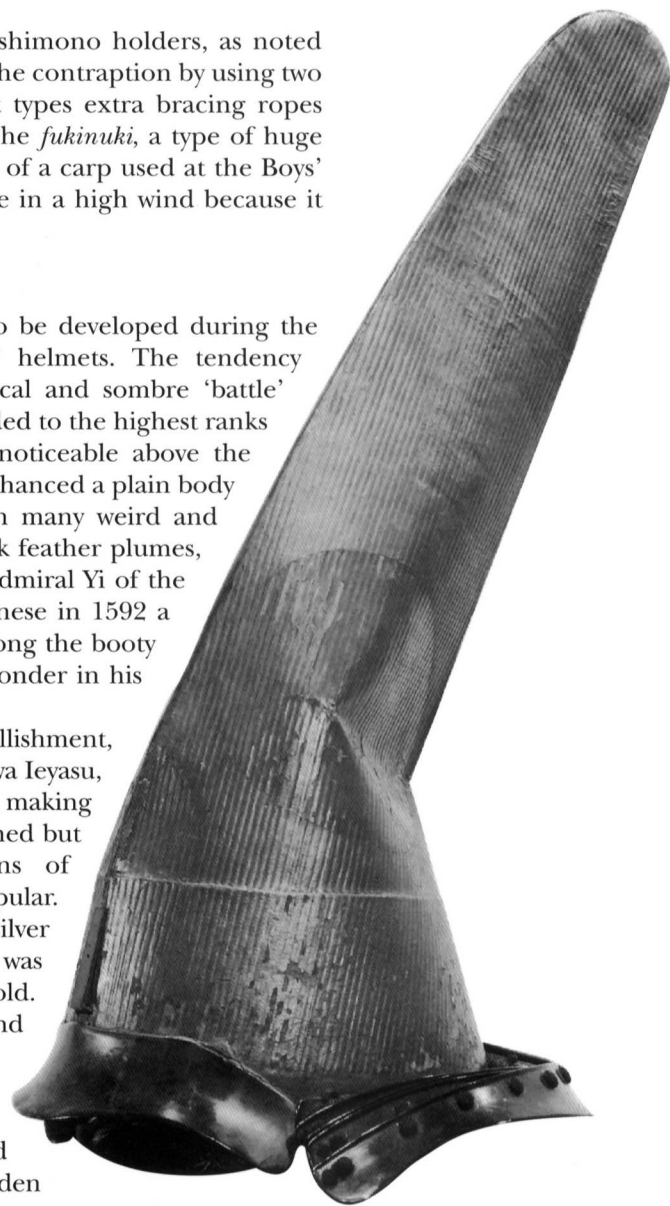 shimono holders, as noted
he contraption by using two
types extra bracing ropes
he fukinuki, a type of huge
of a carp used at the Boys'
e in a high wind because it
o be developed during the
helmets. The tendency
cal and sombre ‘battle’
ded to the highest ranks
noticeable above the
hanced a plain body
n many weird and
k feather plumes,
dmiral Yi of the
nese in 1592 a
ong the booty
onder in his
llishment,
va Ieyasu,
making
ned but
ns of
pular.
ilver
was
old.
nd
d
den